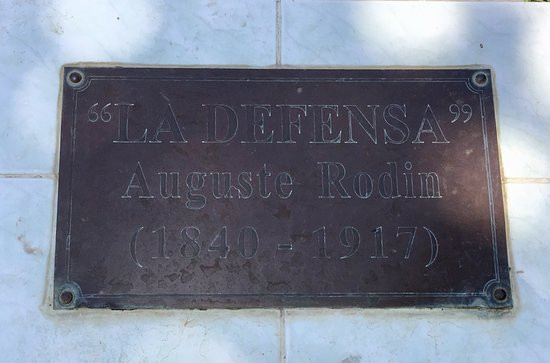 “LA DEFENSA”
Auguste Rodin
(1840 - 1917)